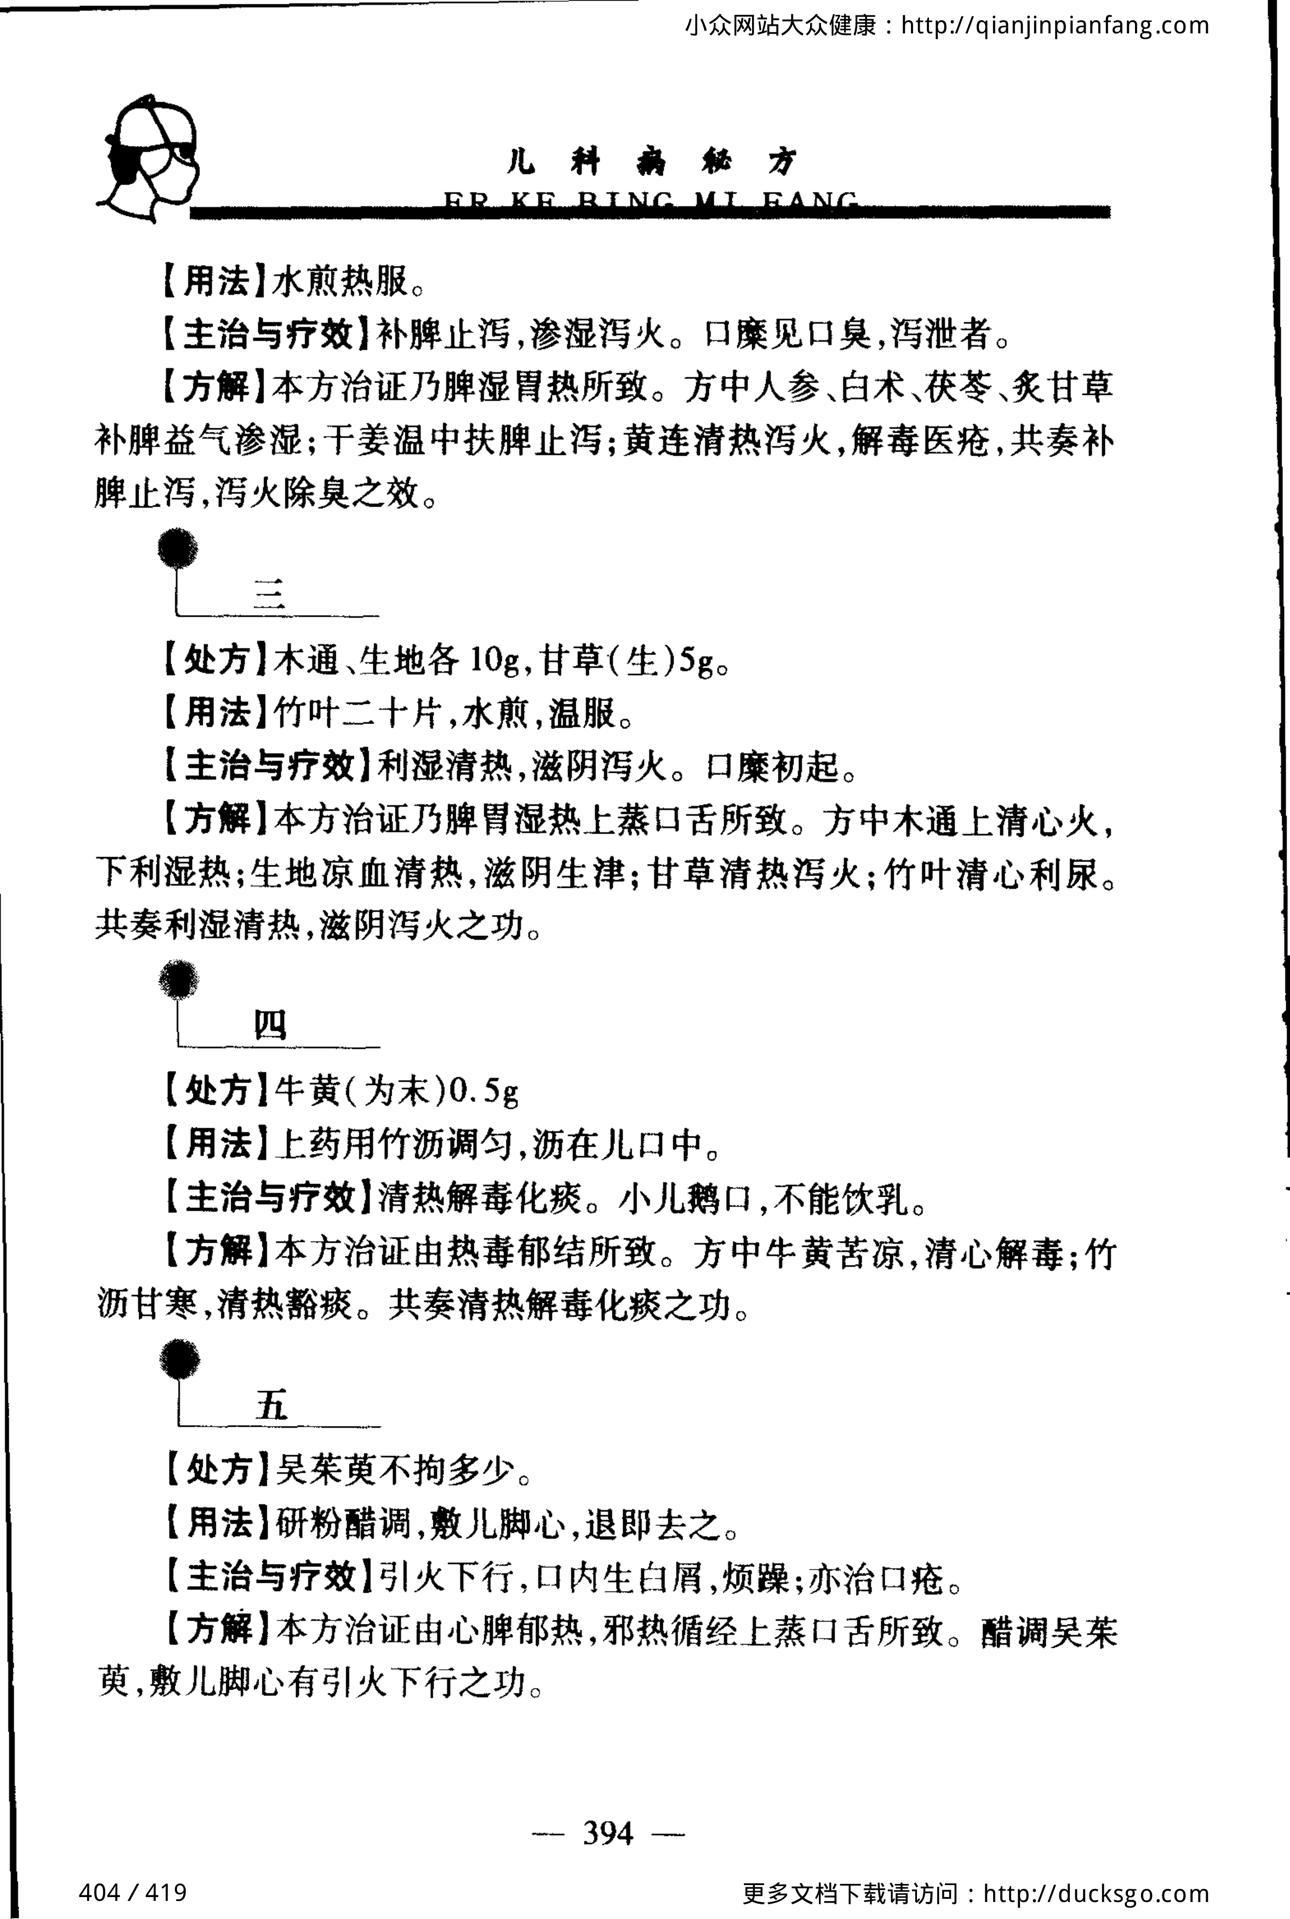 小众网站大众健康：http://qianjinpianfang.com
儿科病秘方
ER KE BING MI FANG
【用法】水煎热服。
【主治与疗效】补脾止泻,渗湿泻火。口糜见口臭,泻泄者。
【方解】本方治证乃脾湿胃热所致。方中人参、白术、茯苓、炙甘草
补脾益气渗湿;干姜温中扶脾止泻;黄连清热泻火,解毒医疮,共奏补
脾止泻,泻火除臭之效。
三
【处方】木通、生地各10g,甘草(生)5g。
【用法】竹叶二十片,水煎,温服。
【主治与疗效】利湿清热,滋阴泻火。口糜初起。
【方解】本方治证乃脾胃湿热上蒸口舌所致。方中木通上清心火,
下利湿热;生地凉血清热,滋阴生津;甘草清热泻火;竹叶清心利尿。
共奏利湿清热,滋阴泻火之功。
四
【处方】牛黄(为末)0.5g
【用法】上药用竹沥调匀,沥在儿口中。
【主治与疗效】清热解毒化痰。小儿鹅口,不能饮乳。
【方解】本方治证由热毒郁结所致。方中牛黄苦凉,清心解毒;竹
沥甘寒,清热豁痰。共奏清热解毒化痰之功。
五
【处方】吴茱萸不拘多少。
【用法】研粉醋调,敷儿脚心,退即去之。
【主治与疗效】引火下行,口内生白屑,烦躁;亦治口疮。
【方解】本方治证由心脾郁热,邪热循经上蒸口舌所致。醋调吴茱
萸,敷儿脚心有引火下行之功。
— 394 —
404 / 419
更多文档下载请访问：http://ducksgo.com